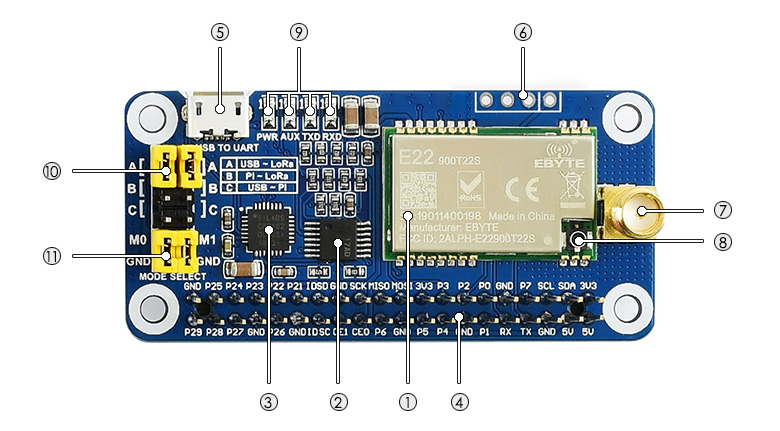 ⑤
⑨
⑥
PWR AUX TXD RXD
USB TO UART
E22 900T22S
EBYTE
⑩
A [ ] A
A USB ~ LoRa
B [ ] B
B PI ~ LoRa
C [ ] C
C USB ~ PI
RoHS
CE
19011400198 Made in China
Manufacturer: EBYTE
FCC ID: 2ALPH-E22900T22S
⑦
⑧
⑪
M0 M1
GND GND
MODE SELECT
GND P25 P24 P23 P22 P21 IDSD GND SCK MISO MOSI 3V3 P3 P2 P0 GND P7 SCL SDA 3V3
P29 P28 P27 GND P26 GND IDSC CE1 CE0 P6 GND P5 P4 GND P1 RX TX GND 5V 5V
③
②
①
④